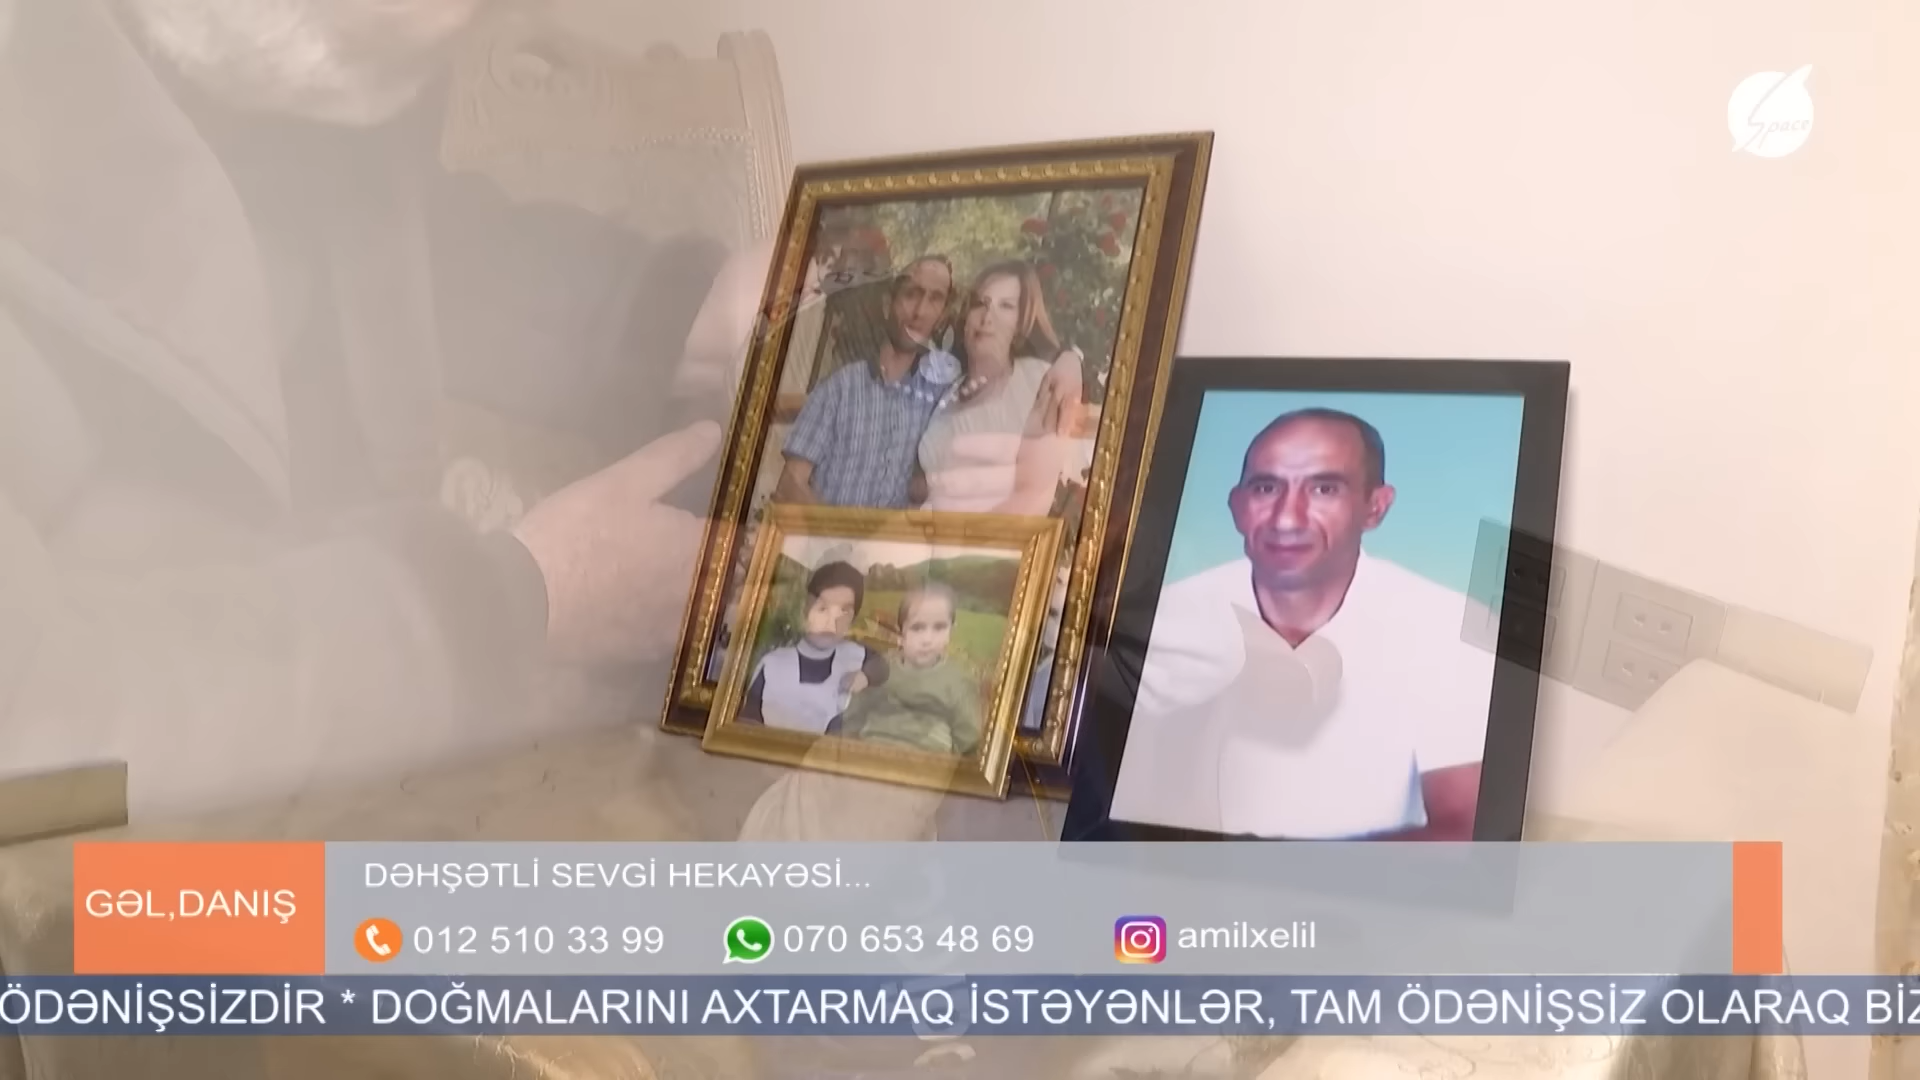 Space
GƏL,DANIŞ
DƏHŞƏTLİ SEVGİ HEKAYƏSİ...
012 510 33 99
070 653 48 69
amilxelil
ÖDƏNİŞSİZDİR * DOĞMALARINI AXTARMAQ İSTƏYƏNLƏR, TAM ÖDƏNİŞSİZ OLARAQ BİZ